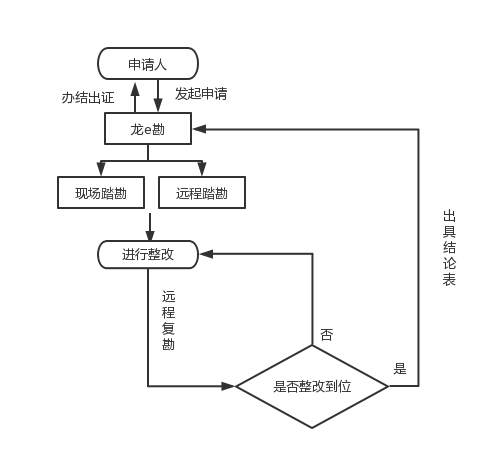 申请人
办结出证
发起申请
龙e勘
现场踏勘
远程踏勘
进行整改
远程复勘
否
是
是否整改到位
出具结论表